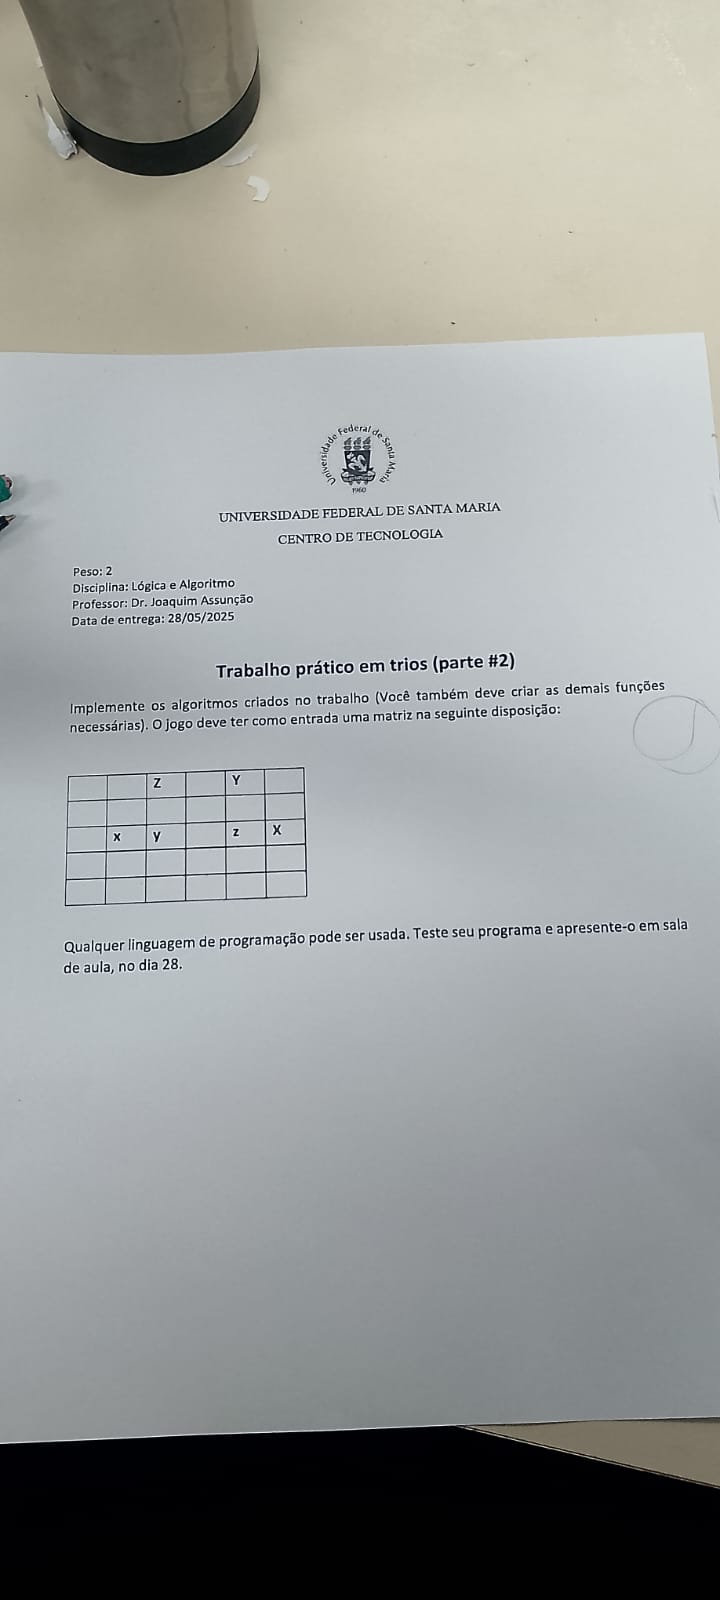 Universidade Federal de Santa Maria
1960
UNIVERSIDADE FEDERAL DE SANTA MARIA
CENTRO DE TECNOLOGIA
Peso: 2
Disciplina: Lógica e Algoritmo
Professor: Dr. Joaquim Assunção
Data de entrega: 28/05/2025
Trabalho prático em trios (parte #2)
Implemente os algoritmos criados no trabalho (Você também deve criar as demais funções
necessárias). O jogo deve ter como entrada uma matriz na seguinte disposição:
Z Y
x y z X
Qualquer linguagem de programação pode ser usada. Teste seu programa e apresente-o em sala
de aula, no dia 28.